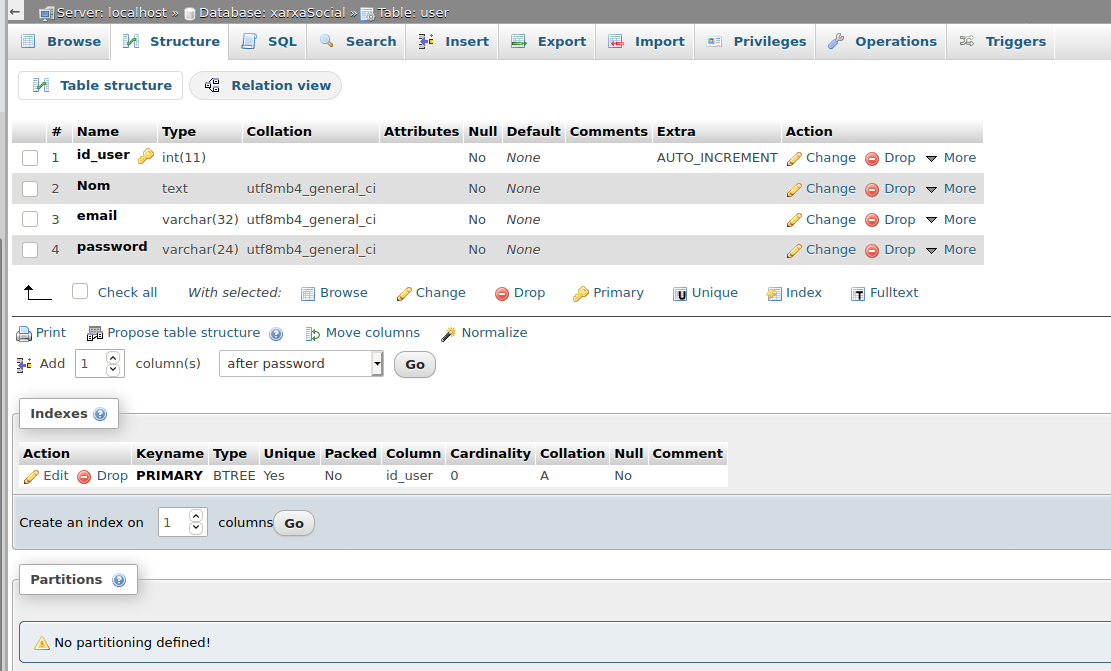 Server: localhost » Database: xarxaSocial » Table: user
Browse Structure SQL Search Insert Export Import Privileges Operations Triggers
Table structure Relation view
# Name Type Collation Attributes Null Default Comments Extra Action
1 id_user int(11) No None AUTO_INCREMENT Change Drop More
2 Nom text utf8mb4_general_ci No None Change Drop More
3 email varchar(32) utf8mb4_general_ci No None Change Drop More
4 password varchar(24) utf8mb4_general_ci No None Change Drop More
Check all With selected: Browse Change Drop Primary Unique Index Fulltext
Print Propose table structure Move columns Normalize
Add 1 column(s) after password Go
Indexes
Action Keyname Type Unique Packed Column Cardinality Collation Null Comment
Edit Drop PRIMARY BTREE Yes No id_user 0 A No
Create an index on 1 columns Go
Partitions
No partitioning defined!